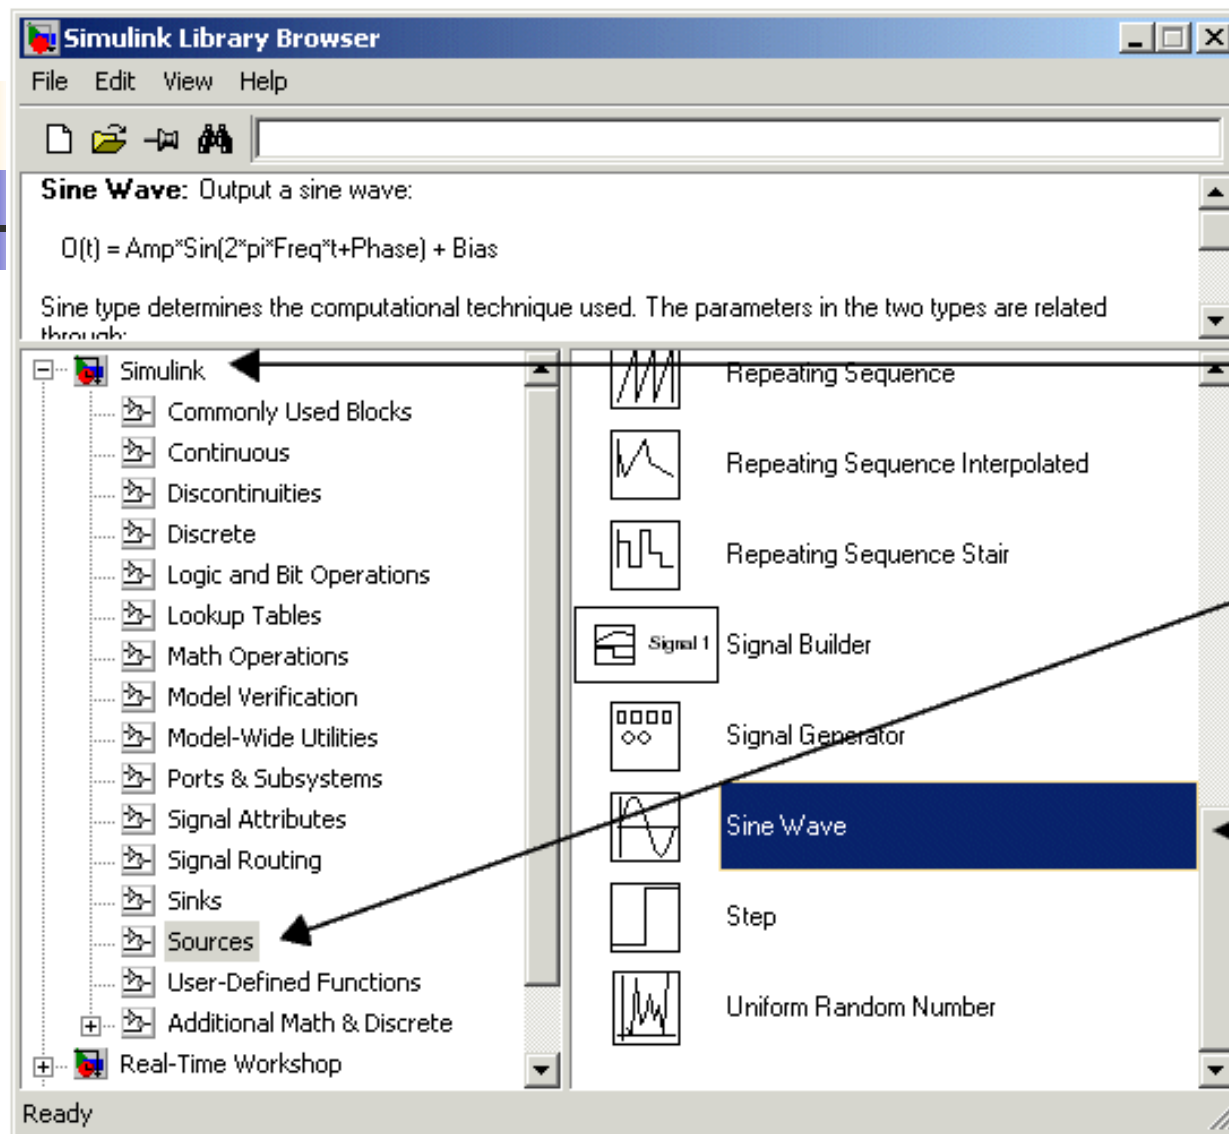 Simulink Library Browser
File Edit View Help
Sine Wave: Output a sine wave:
O(t) = Amp*Sin(2*pi*Freq*t+Phase) + Bias
Sine type determines the computational technique used. The parameters in the two types are related
through:
Simulink
Commonly Used Blocks
Continuous
Discontinuities
Discrete
Logic and Bit Operations
Lookup Tables
Math Operations
Model Verification
Model-Wide Utilities
Ports & Subsystems
Signal Attributes
Signal Routing
Sinks
Sources
User-Defined Functions
Additional Math & Discrete
Real-Time Workshop
Repeating Sequence
Repeating Sequence Interpolated
Repeating Sequence Stair
Signal 1 Signal Builder
Signal Generator
Sine Wave
Step
Uniform Random Number
Ready